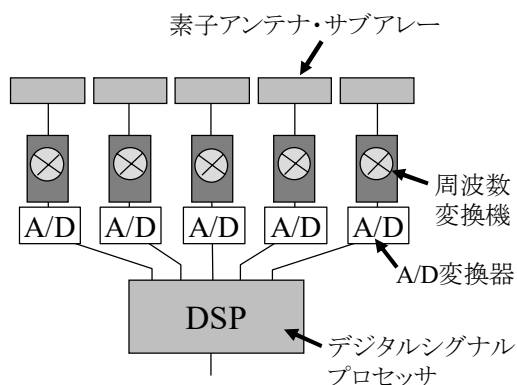 素子アンテナ・サブアレー
周波数
変換機
A/D
A/D
A/D
A/D
A/D
A/D変換器
DSP
デジタルシグナル
プロセッサ